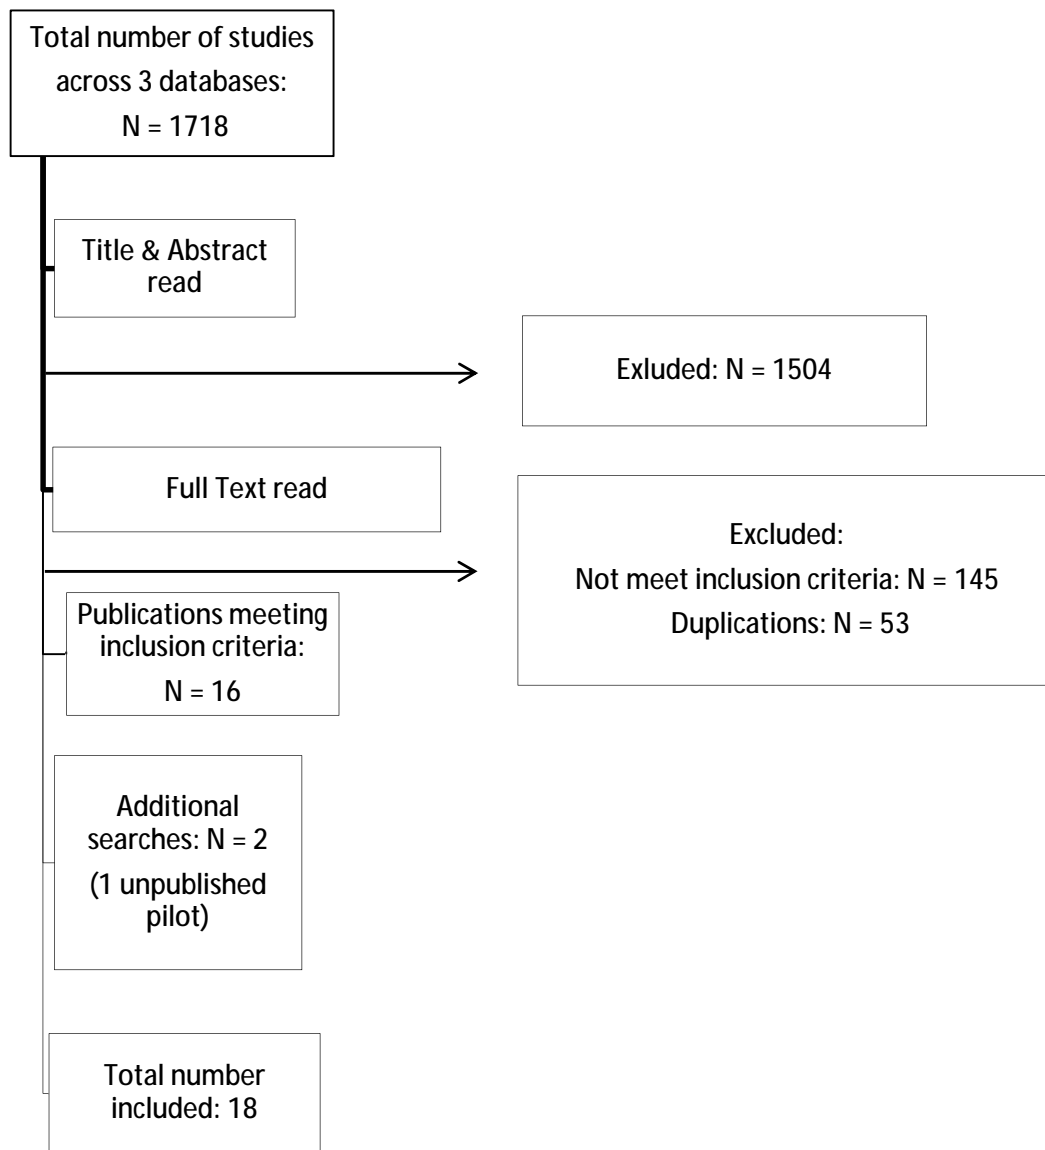 Total number of studies
across 3 databases:
N = 1718
Title & Abstract
read
Exluded: N = 1504
Full Text read
Excluded:
Not meet inclusion criteria: N = 145
Duplications: N = 53
Publications meeting
inclusion criteria:
N = 16
Additional
searches: N = 2
(1 unpublished
pilot)
Total number
included: 18